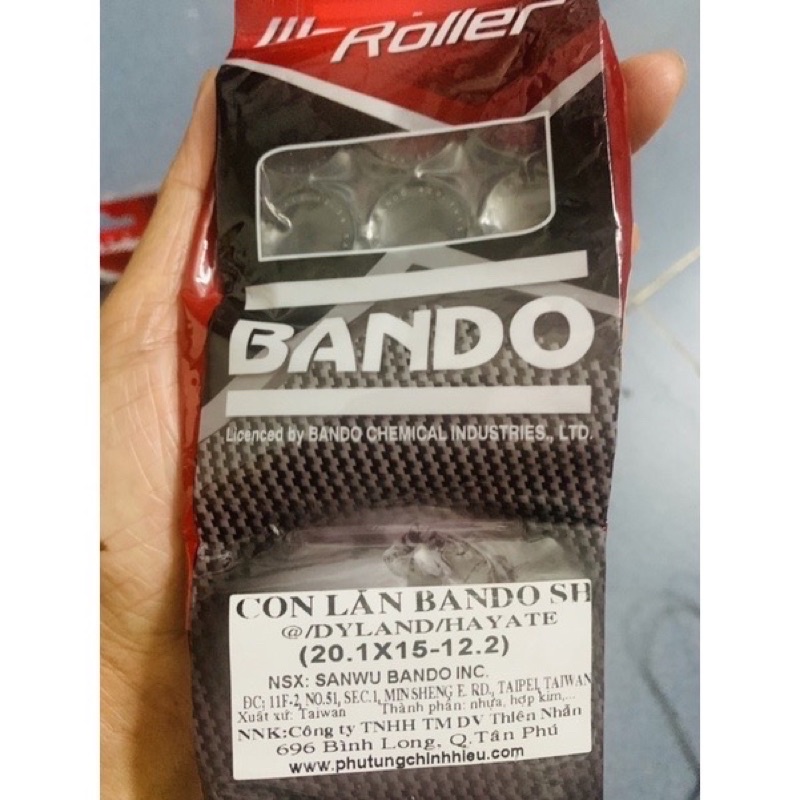 Roller
BANDO
Licenced by BANDO CHEMICAL INDUSTRIES., LTD.
CON LĂN BANDO SH
@/DYLAND/HAYATE
(20.1X15-12.2)
NSX: SANWU BANDO INC.
ĐC: 11F-2, NO.51, SEC.1, MINSHENG E. RD., TAIPEI, TAIWAN
Xuất xứ: Taiwan Thành phần: nhựa, hợp kim,...
NNK:Công ty TNHH TM DV Thiên Nhẫn
696 Bình Long, Q.Tân Phú
www.phutungchinhhieu.com